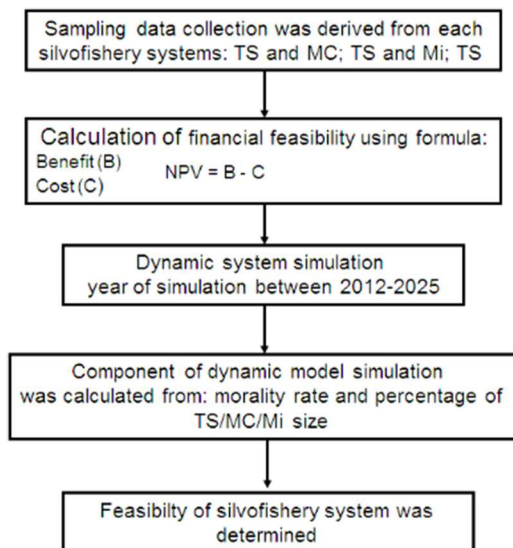 Sampling data collection was derived from each
silvofishery systems: TS and MC; TS and Mi; TS
Calculation of financial feasibility using formula:
Benefit (B)
Cost (C)
NPV = B - C
Dynamic system simulation
year of simulation between 2012-2025
Component of dynamic model simulation
was calculated from: morality rate and percentage of
TS/MC/Mi size
Feasibilty of silvofishery system was
determined